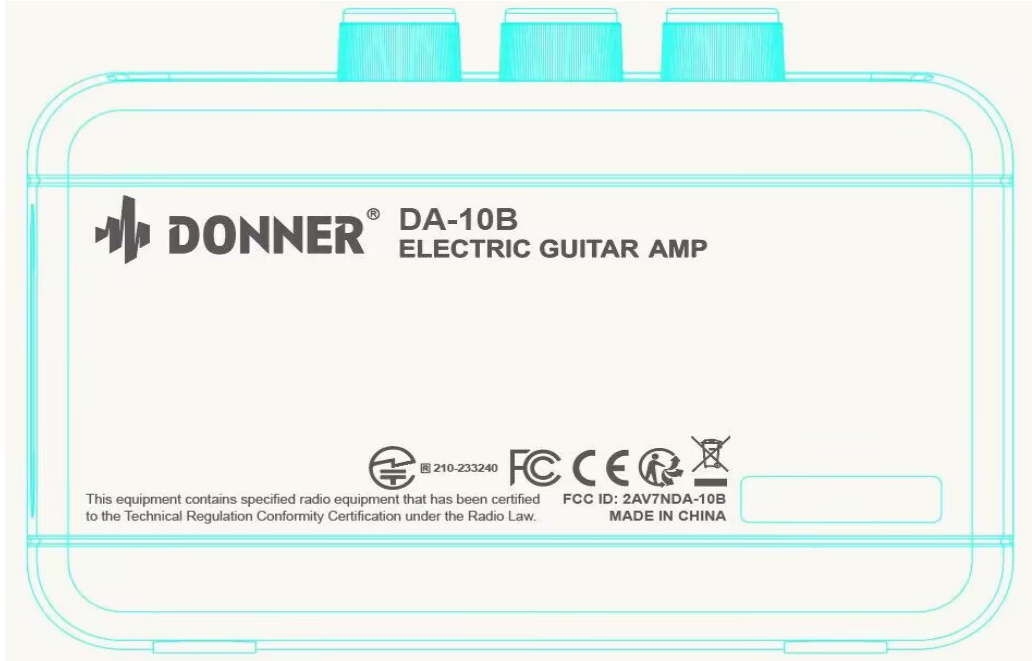 DONNER®
DA-10B
ELECTRIC GUITAR AMP
R 210-233240
FC CE
This equipment contains specified radio equipment that has been certified
to the Technical Regulation Conformity Certification under the Radio Law.
FCC ID: 2AV7NDA-10B
MADE IN CHINA